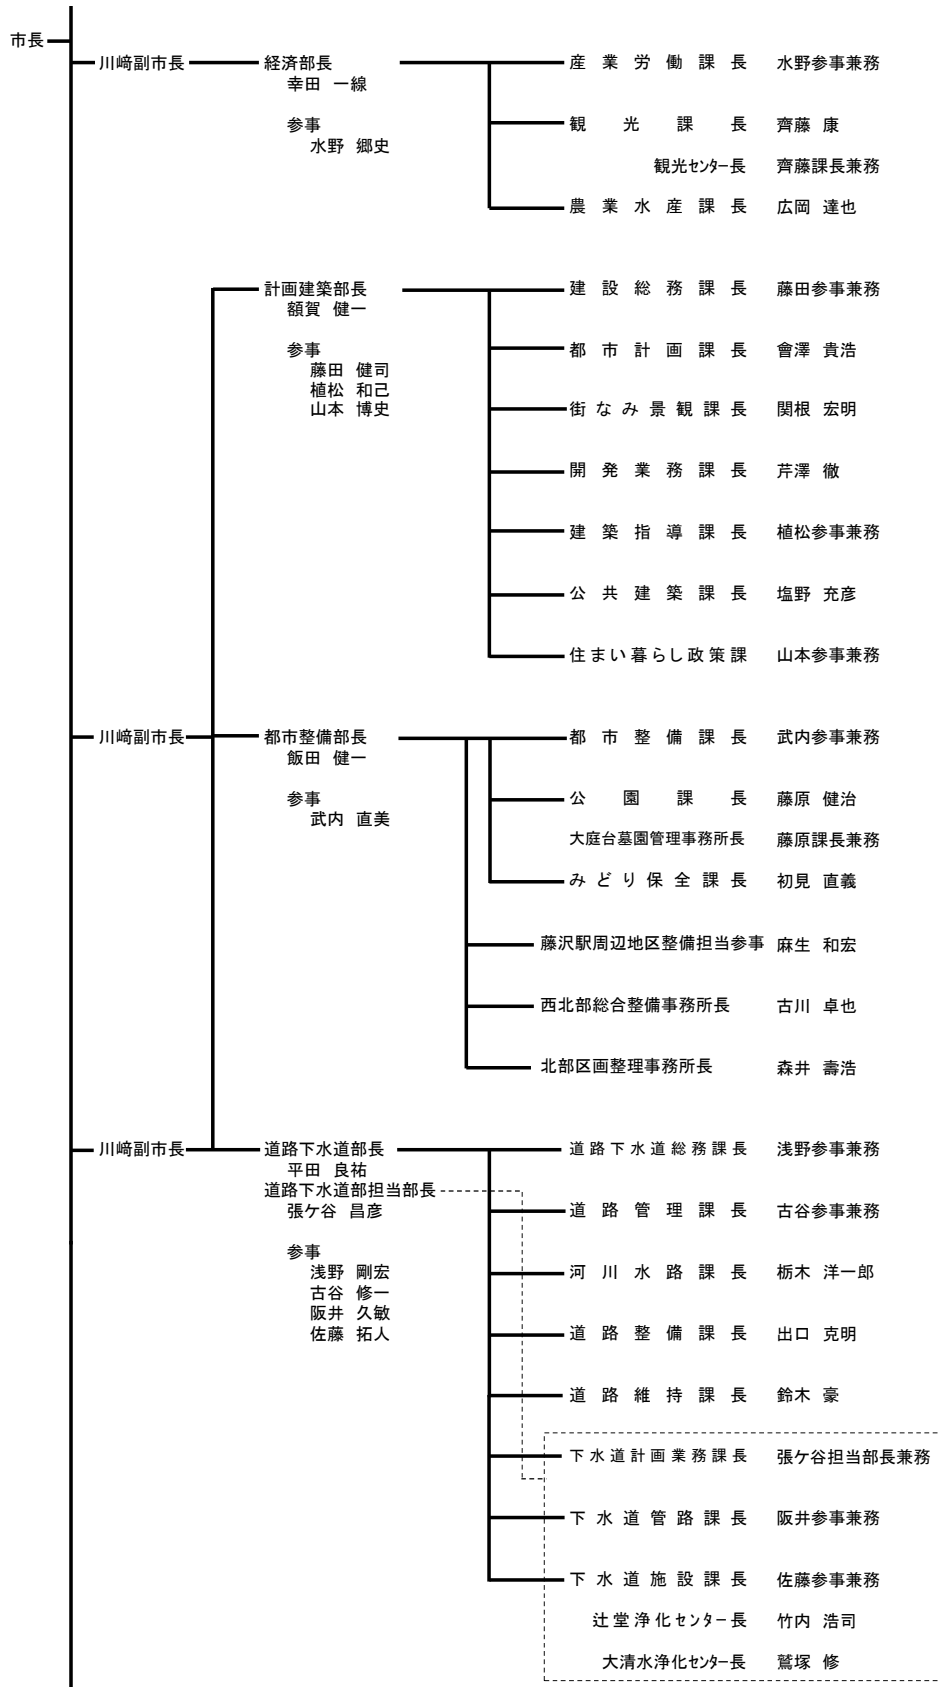 市長
川﨑副市長 経済部長 産業労働課長 水野参事兼務
幸田 一線
参事 観光課長 齊藤 康
水野 郷史
観光センター長 齊藤課長兼務
農業水産課長 広岡 達也
計画建築部長 建設総務課長 藤田参事兼務
額賀 健一
参事 都市計画課長 會澤 貴浩
藤田 健司
植松 和己
山本 博史 街なみ景観課長 関根 宏明
開発業務課長 芹澤 徹
建築指導課長 植松参事兼務
公共建築課長 塩野 充彦
住まい暮らし政策課 山本参事兼務
川﨑副市長 都市整備部長 都市整備課長 武内参事兼務
飯田 健一
参事 公園課長 藤原 健治
武内 直美
大庭台墓園管理事務所長 藤原課長兼務
みどり保全課長 初見 直義
藤沢駅周辺地区整備担当参事 麻生 和宏
西北部総合整備事務所長 古川 卓也
北部区画整理事務所長 森井 壽浩
川﨑副市長 道路下水道部長 道路下水道総務課長 浅野参事兼務
平田 良祐
道路下水道部担当部長
張ケ谷 昌彦 道路管理課長 古谷参事兼務
参事
浅野 剛宏 河川水路課長 栃木 洋一郎
古谷 修一
阪井 久敏
佐藤 拓人 道路整備課長 出口 克明
道路維持課長 鈴木 豪
下水道計画業務課長 張ケ谷担当部長兼務
下水道管路課長 阪井参事兼務
下水道施設課長 佐藤参事兼務
辻堂浄化センター長 竹内 浩司
大清水浄化センター長 鷲塚 修